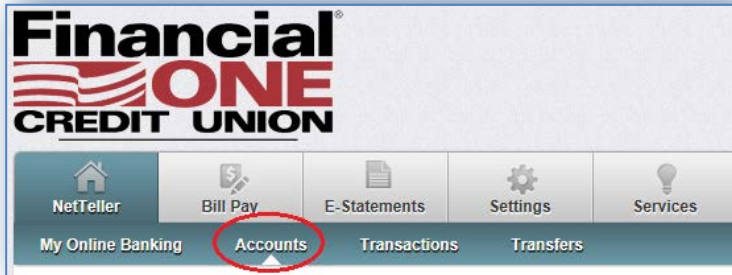 Financial®
ONE
CREDIT UNION
NetTeller Bill Pay E-Statements Settings Services
My Online Banking Accounts Transactions Transfers